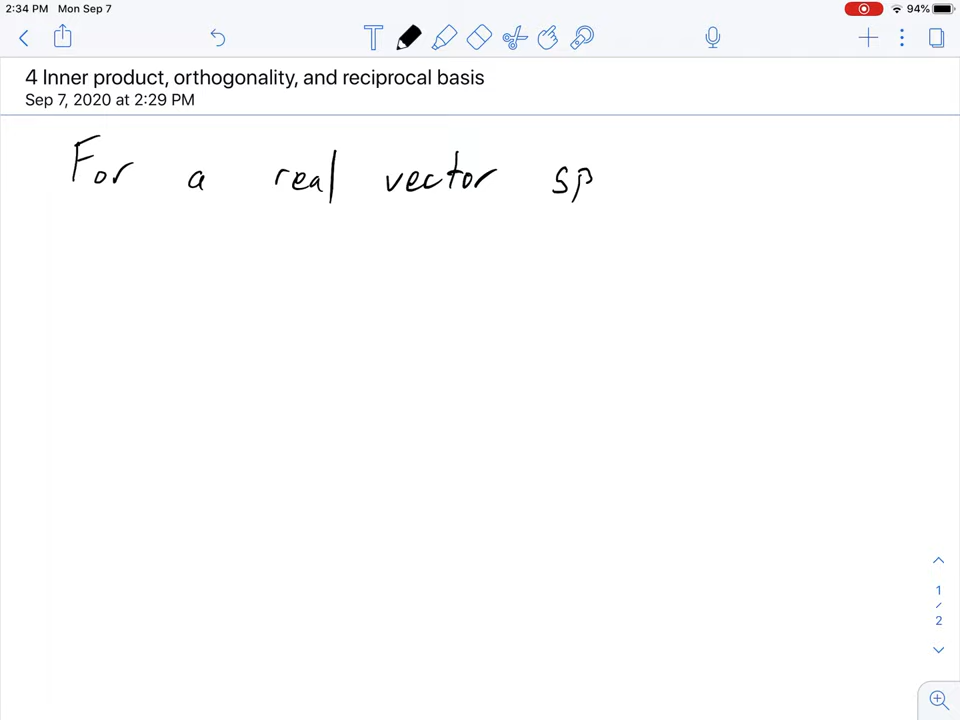 2:34 PM Mon Sep 7 94%
T
4 Inner product, orthogonality, and reciprocal basis
Sep 7, 2020 at 2:29 PM
For a real vector sp
1
/
2